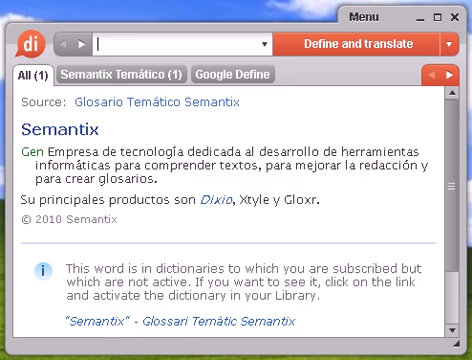 Menu
di
Define and translate
All (1)
Semantix Temático (1)
Google Define
Source: Glosario Temático Semantix
Semantix
Gen Empresa de tecnología dedicada al desarrollo de herramientas
informáticas para comprender textos, para mejorar la redacción y
para crear glosarios.
Su principales productos son Dixio, Xtyle y Gloxr.
© 2010 Semantix
i
This word is in dictionaries to which you are subscribed but
which are not active. If you want to see it, click on the link
and activate the dictionary in your Library.
"Semantix" - Glossari Temàtic Semantix